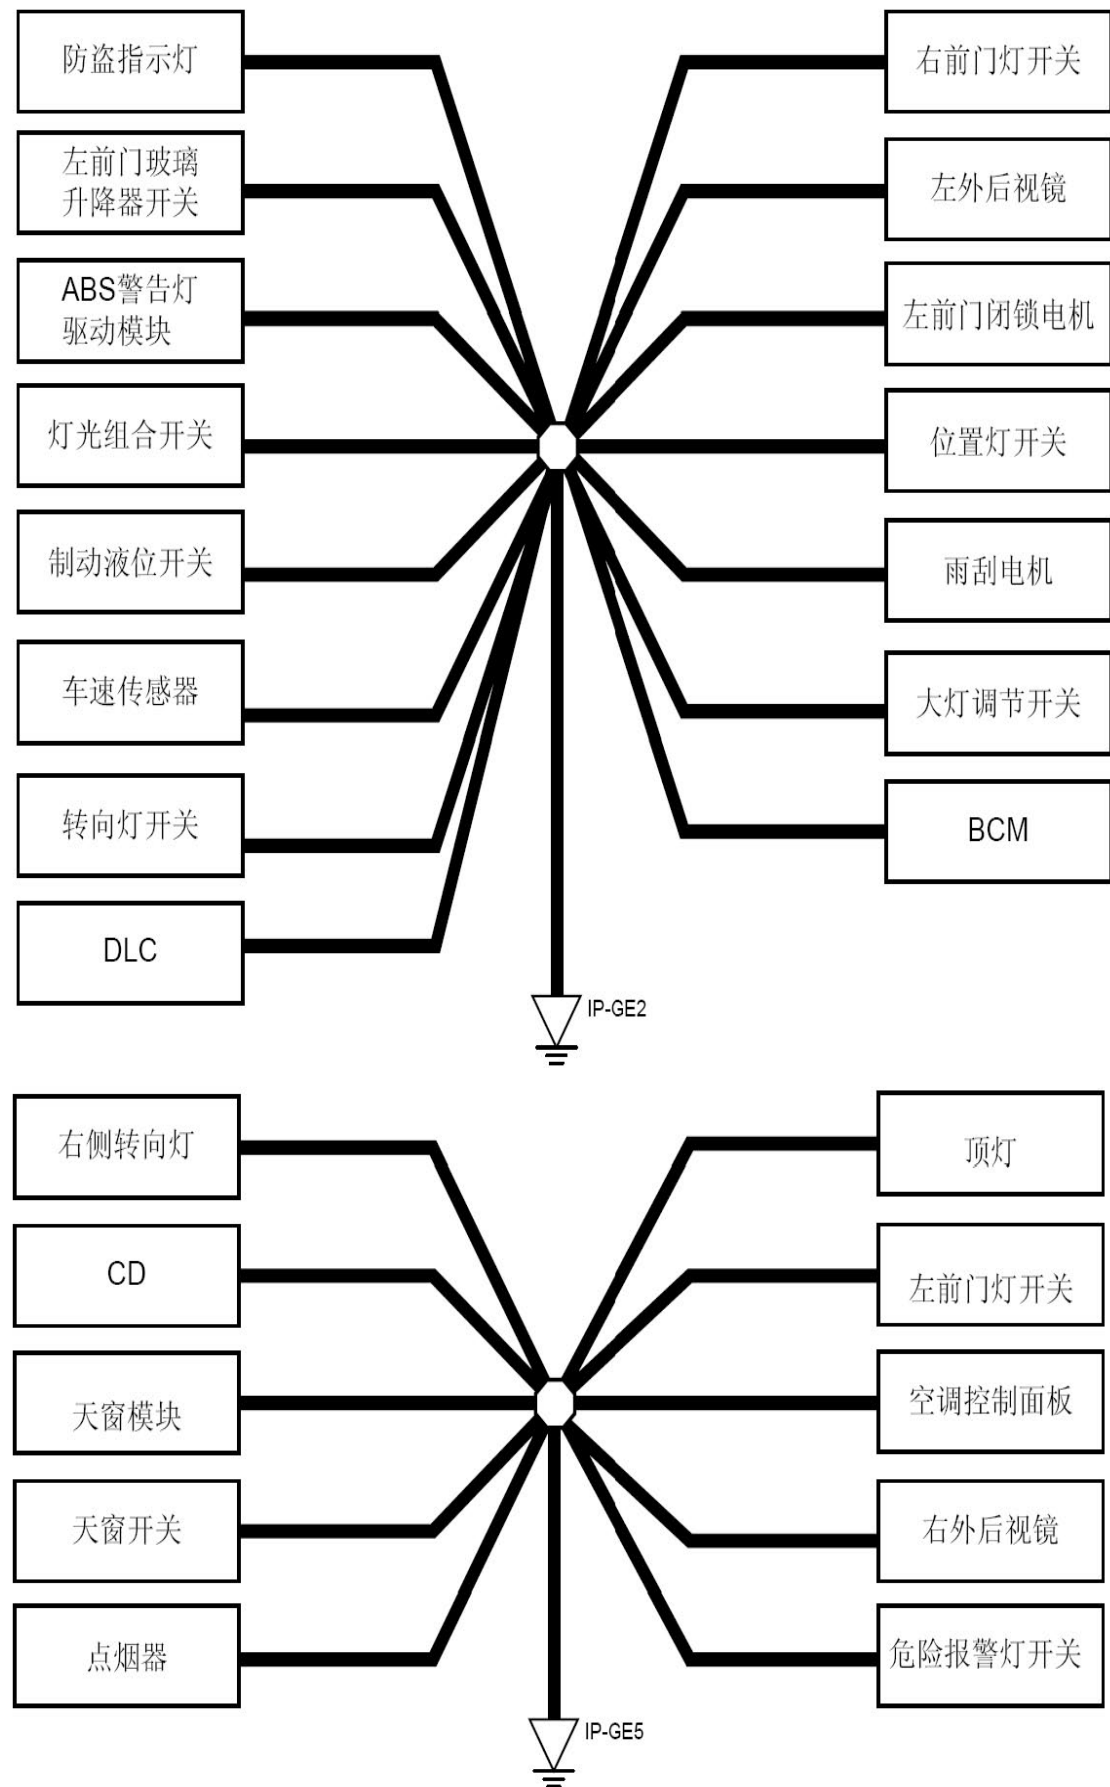 防盗指示灯
左前门玻璃
升降器开关
ABS警告灯
驱动模块
灯光组合开关
制动液位开关
车速传感器
转向灯开关
DLC
右前门灯开关
左外后视镜
左前门闭锁电机
位置灯开关
雨刮电机
大灯调节开关
BCM
IP-GE2
右侧转向灯
CD
天窗模块
天窗开关
点烟器
顶灯
左前门灯开关
空调控制面板
右外后视镜
危险报警灯开关
IP-GE5